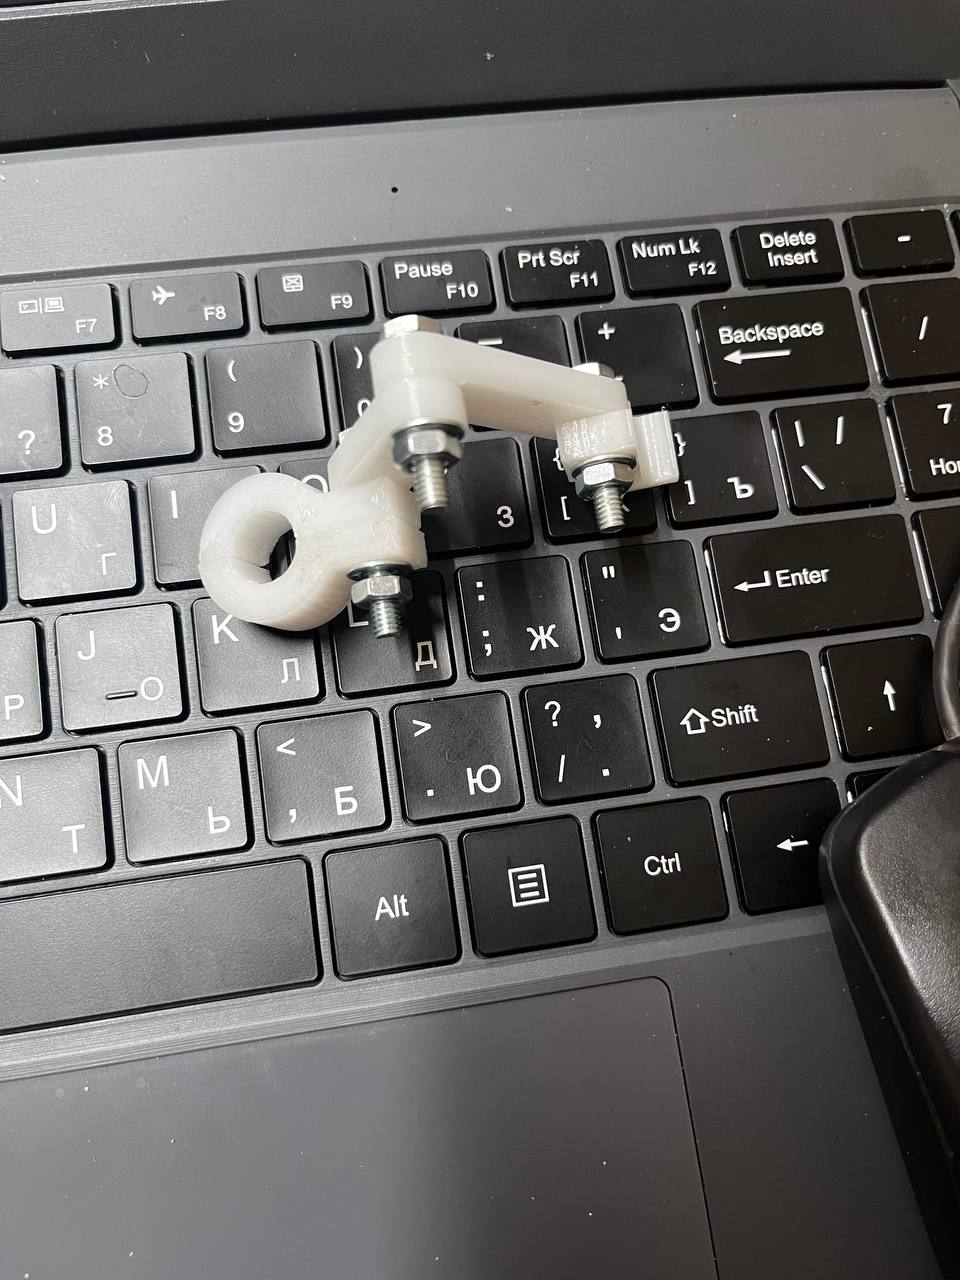 F7
F8
F9
Pause
F10
Prt Scr
F11
Num Lk
F12
Delete
Insert
-
?
*
8
(
9
)
+
Backspace
/
U
Г
I
З
{
[
}
]
Ъ
|
/
\
7
P
J
О
K
Л
Д
:
;
Ж
"
'
Э
Enter
N
Т
M
Ь
<
,
Б
>
.
Ю
?
,
/
.
Shift
Alt
Ctrl